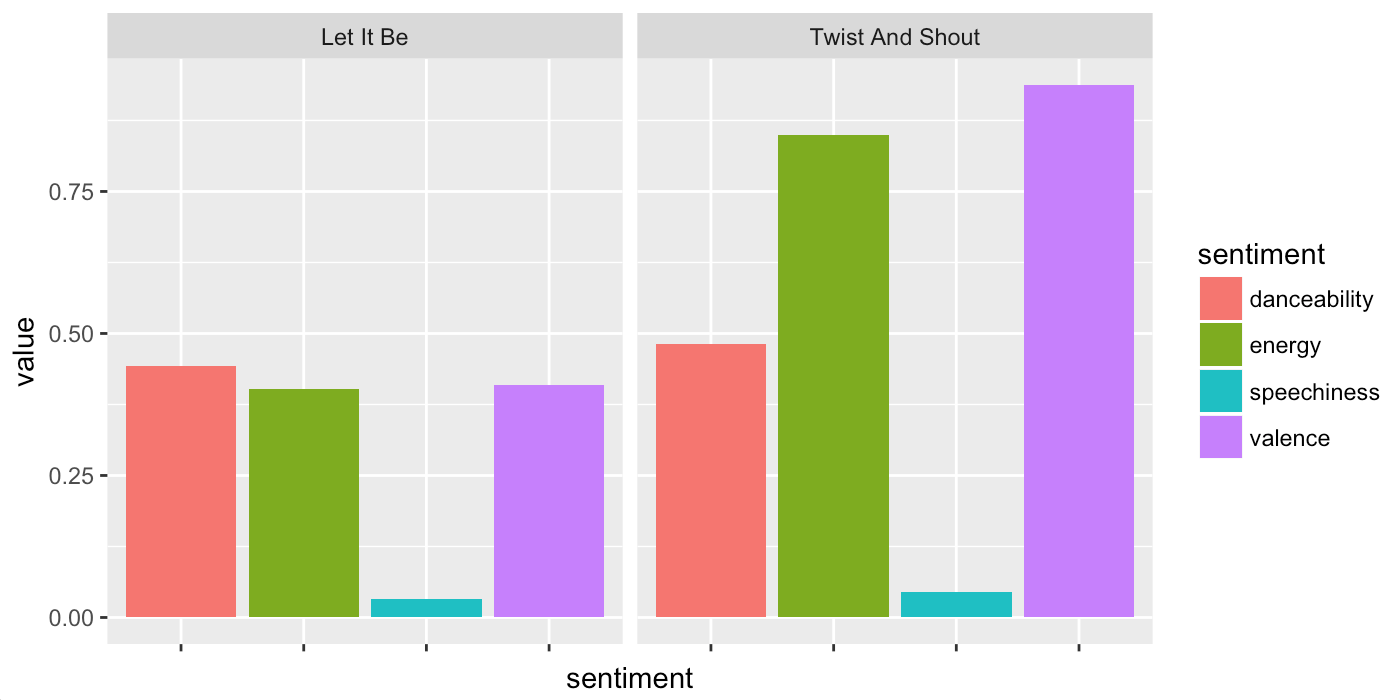 Let It Be
Twist And Shout
value
0.75
0.50
0.25
0.00
sentiment
sentiment
danceability
energy
speechiness
valence